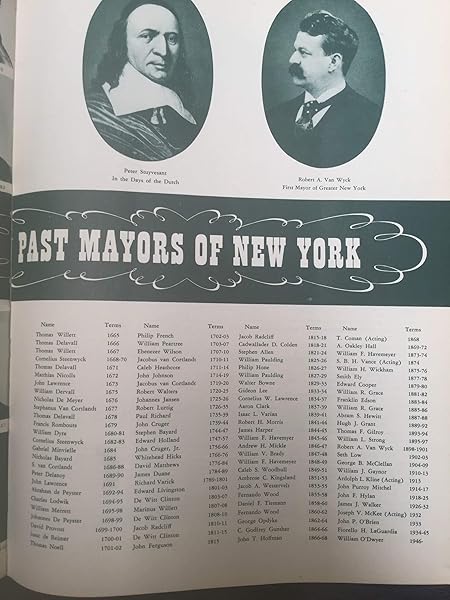 Peter Stuyvesant
In the Days of the Dutch
Robert A. Van Wyck
First Mayor of Greater New York
PAST MAYORS OF NEW YORK
Name Terms
Thomas Willett 1665
Thomas Delavall 1666
Thomas Willett 1667
Cornelius Steenwyck 1668-70
Thomas Delavall 1671
Matthias Nicolls 1672
John Lawrence 1673
William Dervall 1675
Nicholas De Meyer 1676
Stephanus Van Cortlandt 1677
Thomas Delavall 1678
Francis Rombouts 1679
William Dyre 1680-81
Cornelius Steenwyck 1682-83
Gabriel Minvielle 1684
Nicholas Bayard 1685
S. van Cortlandt 1686-88
Peter Delanoy 1689-90
John Lawrence 1691
Abraham de Peyster 1692-94
Charles Lodwik 1694-95
William Merrett 1695-98
Johannes De Peyster 1698-99
David Provost 1699-1700
Isaac de Reimer 1700-01
Thomas Noell 1701-02
Name Terms
Philip French 1702-03
William Peartree 1703-07
Ebenezer Wilson 1707-10
Jacobus van Cortlandt 1710-11
Caleb Heathcote 1711-14
John Johnson 1714-19
Jacobus van Cortlandt 1719-20
Robert Walters 1720-25
Johannes Jansen 1725-26
Robert Lurtig 1726-35
Paul Richard 1735-39
John Cruger 1739-44
Stephen Bayard 1744-47
Edward Holland 1747-57
John Cruger, Jr. 1757-66
Whitehead Hicks 1766-76
David Matthews 1776-84
James Duane 1784-89
Richard Varick 1789-1801
Edward Livingston 1801-03
De Witt Clinton 1803-07
Marinus Willett 1807-08
De Witt Clinton 1808-10
Jacob Radcliff 1810-11
De Witt Clinton 1811-15
John Ferguson 1815
Name Terms
Jacob Radcliff 1815-18
Cadwallader D. Colden 1818-21
Stephen Allen 1821-24
William Paulding 1825-26
Philip Hone 1826-27
William Paulding 1827-29
Walter Bowne 1829-33
Gideon Lee 1833-34
Cornelius W. Lawrence 1834-37
Aaron Clark 1837-39
Isaac L. Varian 1839-41
Robert H. Morris 1841-44
James Harper 1844-45
William F. Havemeyer 1845-46
Andrew H. Mickle 1846-47
William V. Brady 1847-48
William F. Havemeyer 1848-49
Caleb S. Woodhull 1849-51
Ambrose C. Kingsland 1851-53
Jacob A. Westervelt 1853-55
Fernando Wood 1855-58
Daniel F. Tiemann 1858-60
Fernando Wood 1860-62
George Opdyke 1862-64
C. Godfrey Gunther 1864-66
John T. Hoffman 1866-68
Name Terms
T. Coman (Acting) 1868
A. Oakey Hall 1869-72
William F. Havemeyer 1873-74
S. B. H. Vance (Acting) 1874
William H. Wickham 1875-76
Smith Ely 1877-78
Edward Cooper 1879-80
William R. Grace 1881-82
Franklin Edson 1883-84
William R. Grace 1885-86
Abram S. Hewitt 1887-88
Hugh J. Grant 1889-92
Thomas F. Gilroy 1893-94
William L. Strong 1895-97
Robert A. Van Wyck 1898-1901
Seth Low 1902-03
George B. McClellan 1904-09
William J. Gaynor 1910-13
Ardolph L. Kline (Acting) 1913
John Purroy Mitchel 1914-17
John F. Hylan 1918-25
James J. Walker 1926-32
Joseph V. McKee (Acting) 1932
John P. O'Brien 1933
Fiorello H. LaGuardia 1934-45
William O'Dwyer 1946-